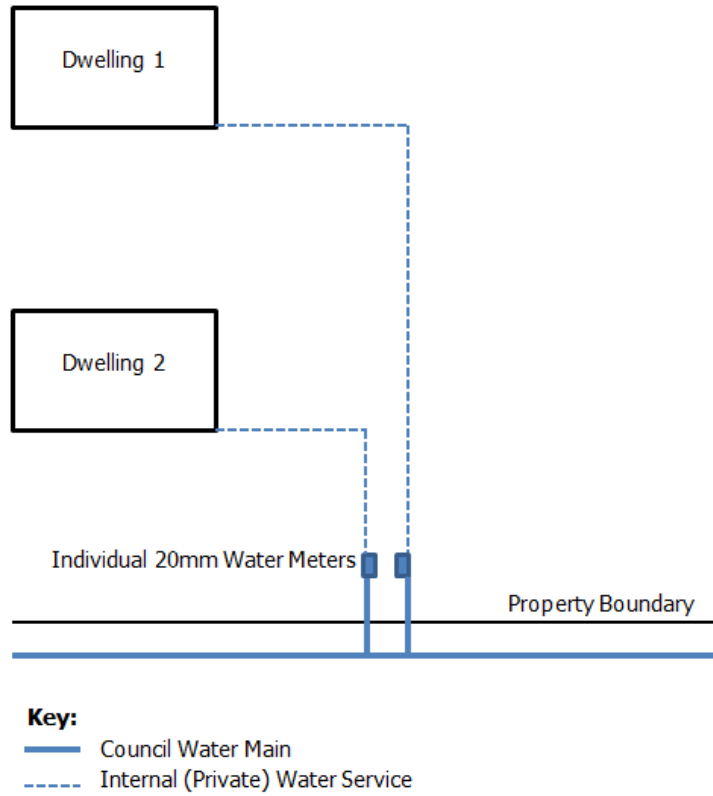 Dwelling 1
Dwelling 2
Individual 20mm Water Meters
Property Boundary
Key:
Council Water Main
Internal (Private) Water Service